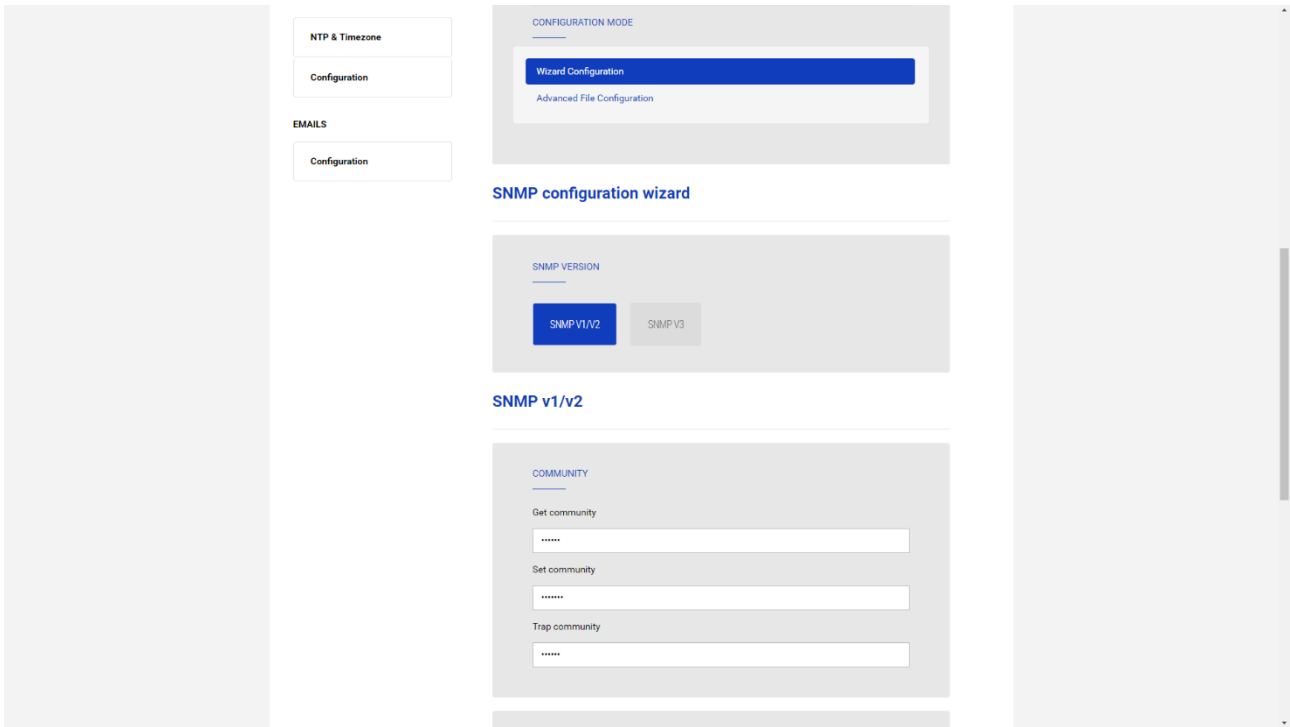 NTP & Timezone
Configuration
EMAILS
Configuration
CONFIGURATION MODE
Wizard Configuration
Advanced File Configuration
SNMP configuration wizard
SNMP VERSION
SNMP V1/V2 SNMP V3
SNMP v1/v2
COMMUNITY
Get community
••••••
Set community
•••••••
Trap community
••••••